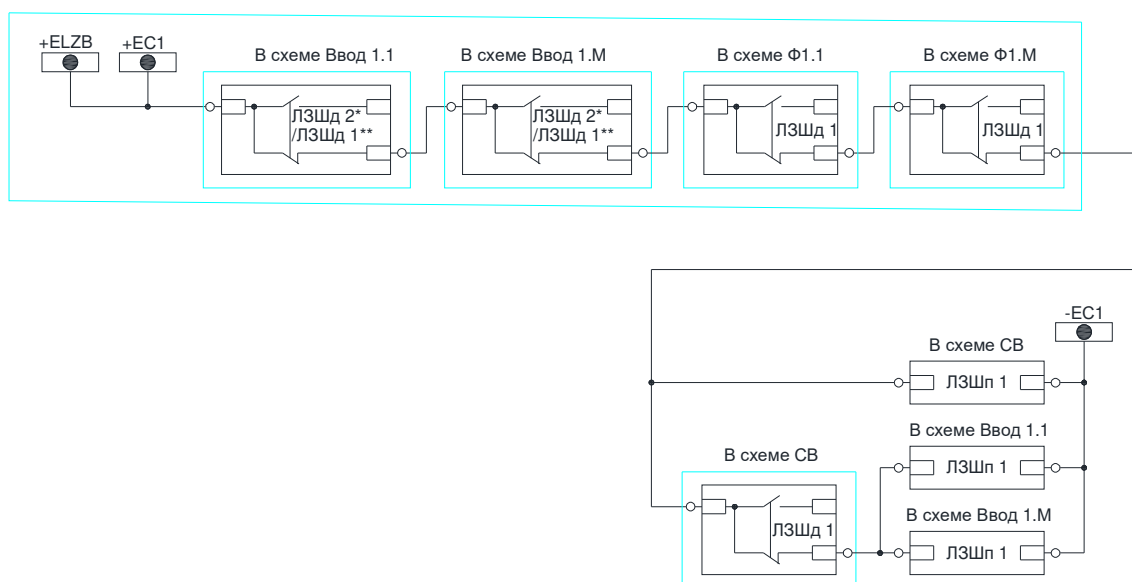 +ELZB
+EC1
В схеме Ввод 1.1
В схеме Ввод 1.М
В схеме Ф1.1
В схеме Ф1.М
ЛЗШд 2*
/ЛЗШд 1**
ЛЗШд 2*
/ЛЗШд 1**
ЛЗШд 1
ЛЗШд 1
-EC1
В схеме СВ
ЛЗШп 1
В схеме Ввод 1.1
ЛЗШп 1
В схеме СВ
ЛЗШд 1
В схеме Ввод 1.М
ЛЗШп 1